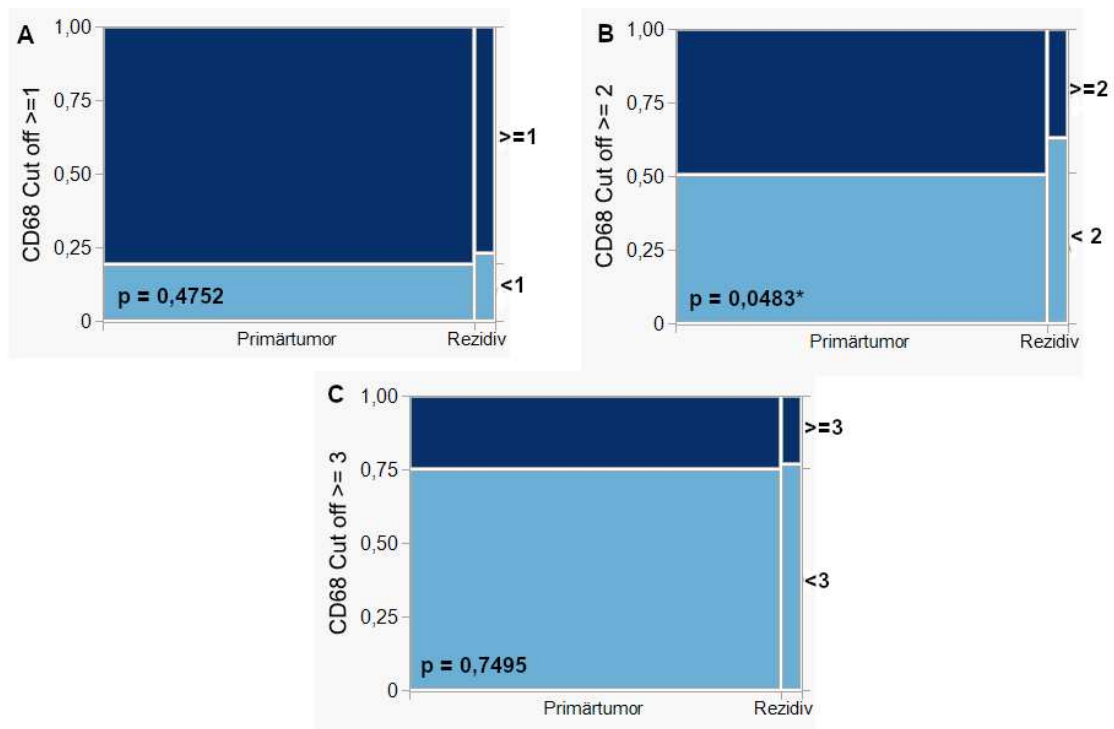 A
CD68 Cut off >=1
1,00
0,75
0,50
0,25
0
>=1
<1
p = 0,4752
Primärtumor
Rezidiv
B
CD68 Cut off >= 2
1,00
0,75
0,50
0,25
0
>=2
< 2
p = 0,0483*
Primärtumor
Rezidiv
C
CD68 Cut off >= 3
1,00
0,75
0,50
0,25
0
>=3
<3
p = 0,7495
Primärtumor
Rezidiv